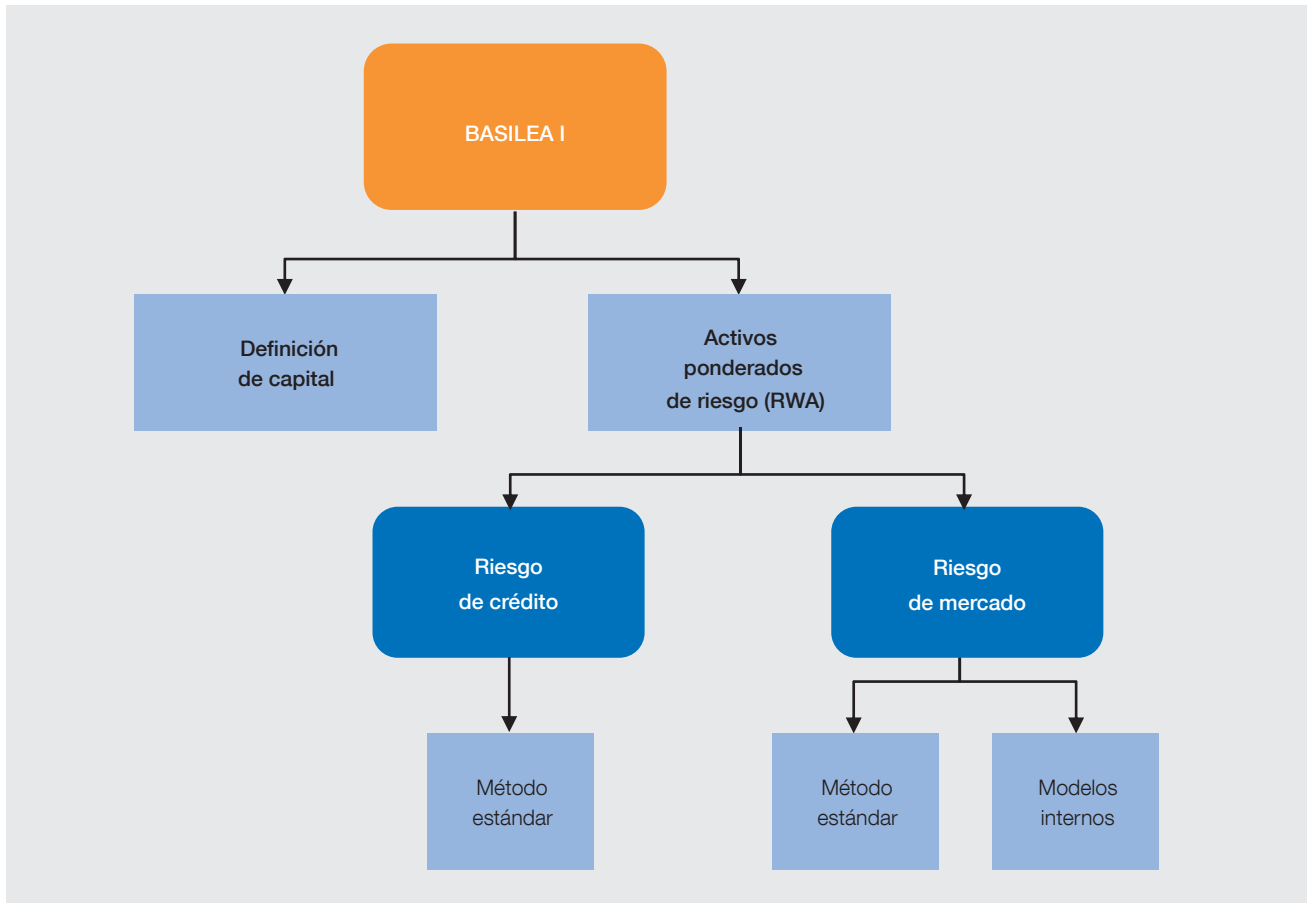 BASILEA I
Definición
de capital
Activos
ponderados
de riesgo (RWA)
Riesgo
de crédito
Riesgo
de mercado
Método
estándar
Método
estándar
Modelos
internos